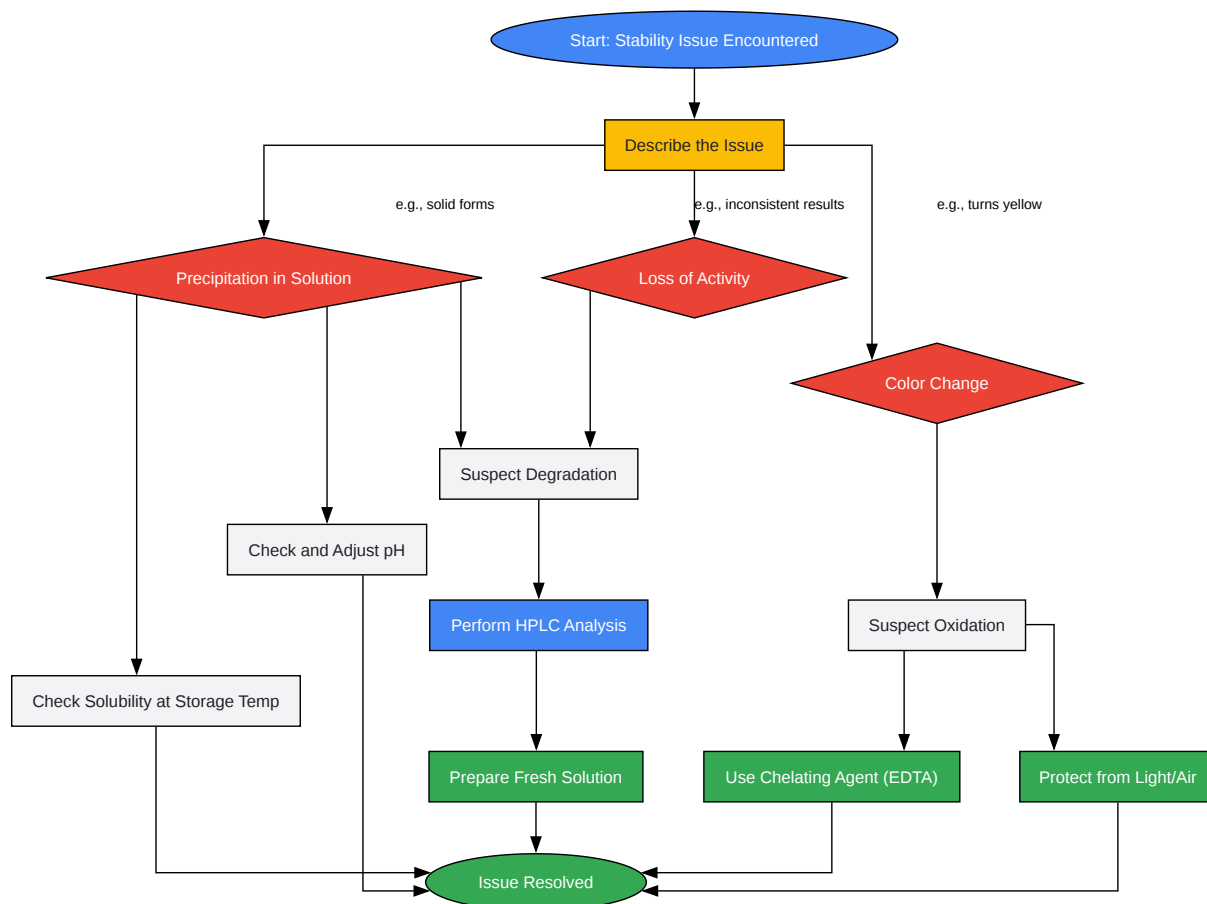 Start: Stability Issue Encountered
Describe the Issue
e.g., solid forms
e.g., inconsistent results
e.g., turns yellow
Precipitation in Solution
Loss of Activity
Color Change
Suspect Degradation
Check and Adjust pH
Perform HPLC Analysis
Suspect Oxidation
Check Solubility at Storage Temp
Prepare Fresh Solution
Use Chelating Agent (EDTA)
Protect from Light/Air
Issue Resolved